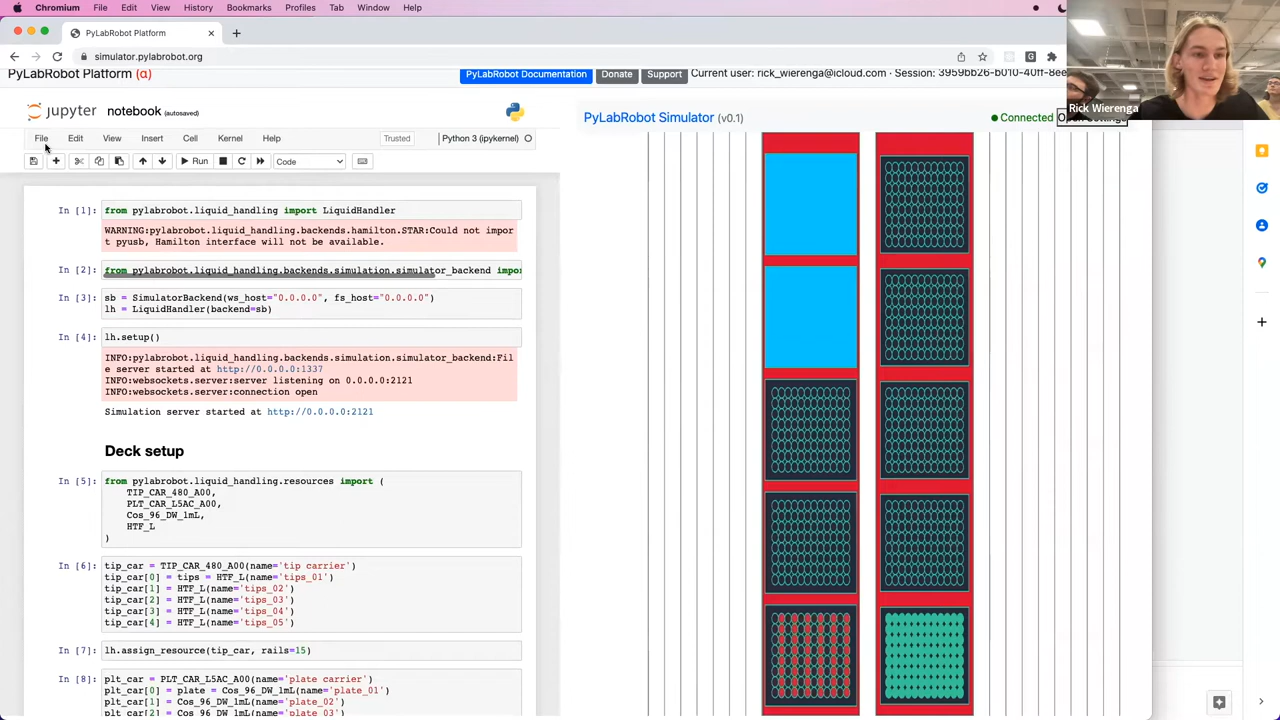 Chromium File Edit View History Bookmarks Profiles Tab Window Help
PyLabRobot Platform
simulator.pylabrobot.org
PyLabRobot Platform (α)
PyLabRobot Documentation Donate Support Current user: rick_wierenga@icloud.com - Session: 3959bb26-b010-40ff-8ee
Rick Wierenga
jupyter notebook (autosaved)
File Edit View Insert Cell Kernel Help Trusted Python 3 (ipykernel)
Run Code
PyLabRobot Simulator (v0.1) Connected
In [1]: from pylabrobot.liquid_handling import LiquidHandler
WARNING:pylabrobot.liquid_handling.backends.hamilton.STAR:Could not impor
t pyusb, Hamilton interface will not be available.
In [2]: from pylabrobot.liquid_handling.backends.simulation.simulator_backend impor
In [3]: sb = SimulatorBackend(ws_host="0.0.0.0", fs_host="0.0.0.0")
lh = LiquidHandler(backend=sb)
In [4]: lh.setup()
INFO:pylabrobot.liquid_handling.backends.simulation.simulator_backend:Fil
e server started at http://0.0.0.0:1337
INFO:websockets.server:server listening on 0.0.0.0:2121
INFO:websockets.server:connection open
Simulation server started at http://0.0.0.0:2121
Deck setup
In [5]: from pylabrobot.liquid_handling.resources import (
TIP_CAR_480_A00,
PLT_CAR_L5AC_A00,
Cos_96_DW_1mL,
HTF_L
)
In [6]: tip_car = TIP_CAR_480_A00(name='tip carrier')
tip_car[0] = tips = HTF_L(name='tips_01')
tip_car[1] = HTF_L(name='tips_02')
tip_car[2] = HTF_L(name='tips_03')
tip_car[3] = HTF_L(name='tips_04')
tip_car[4] = HTF_L(name='tips_05')
In [7]: lh.assign_resource(tip_car, rails=15)
In [8]: plt_car = PLT_CAR_L5AC_A00(name='plate carrier')
plt_car[0] = plate = Cos_96_DW_1mL(name='plate_01')
plt_car[1] = Cos_96_DW_1mL(name='plate_02')
plt_car[2] = Cos_96_DW_1mL(name='plate_03')